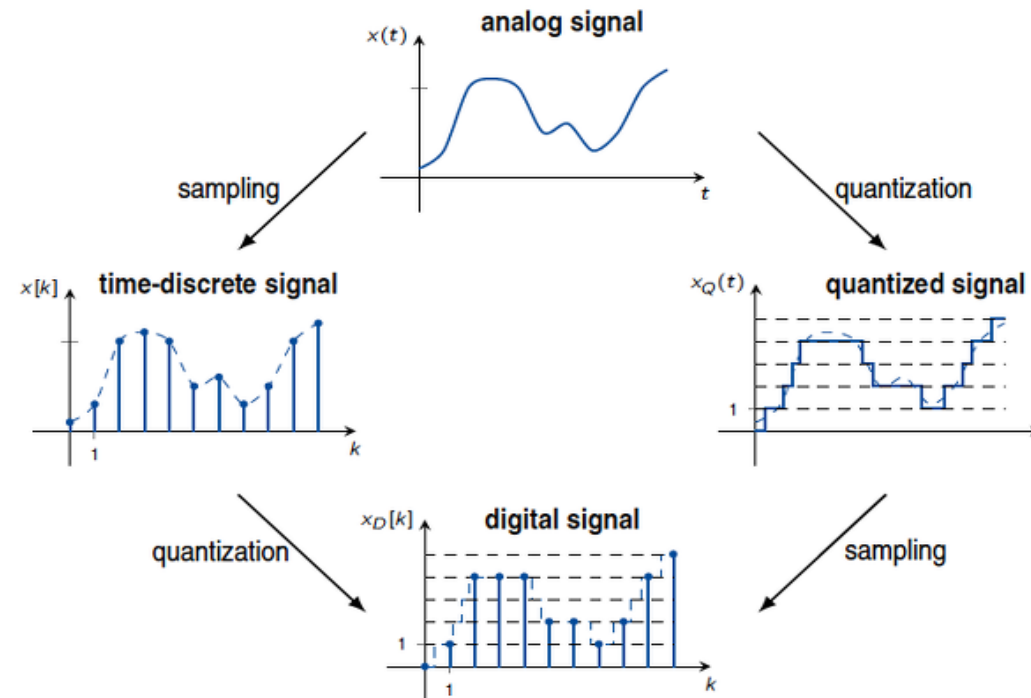 analog signal
x(t)
t
sampling
quantization
time-discrete signal
x[k]
1
k
quantized signal
x_Q(t)
1
quantization
sampling
digital signal
x_D[k]
1
1
k